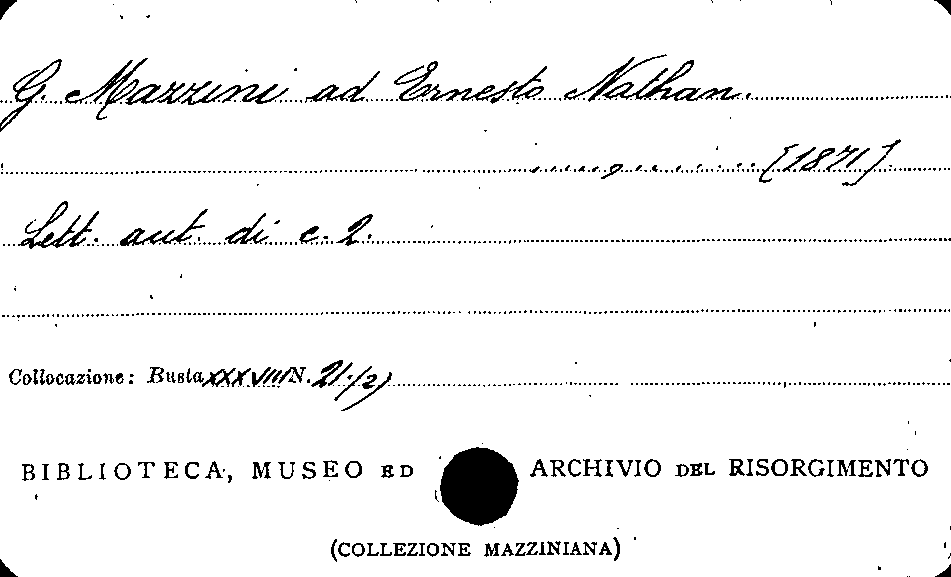 G. Mazzini ad Ernesto Nathan.
[1871]
Lett. aut. di c. 2.
Collocazione: Busta XXXVIII N. 21(2)
BIBLIOTECA, MUSEO ED ARCHIVIO DEL RISORGIMENTO
(COLLEZIONE MAZZINIANA)